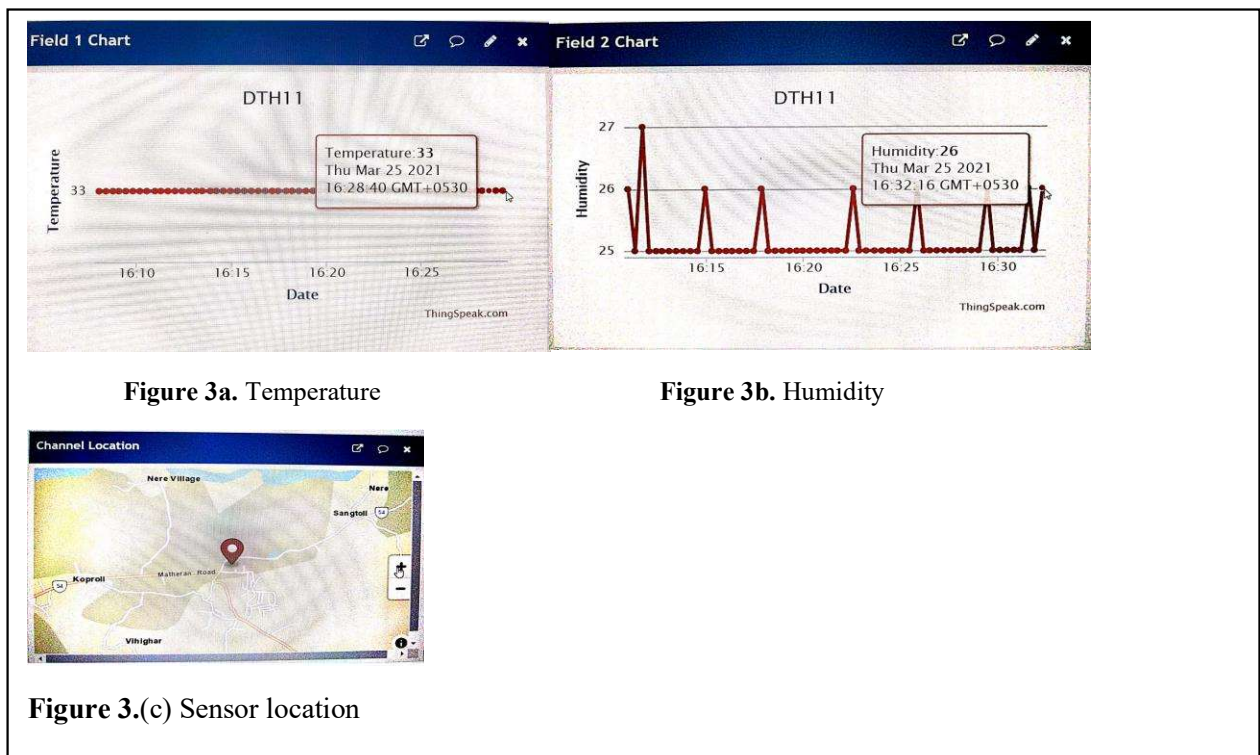 Field 1 Chart
DTH11
Temperature
33
Temperature:33
Thu Mar 25 2021
16:28:40 GMT+0530
16:10 16:15 16:20 16:25
Date
ThingSpeak.com
Field 2 Chart
DTH11
Humidity
27
26
25
Humidity:26
Thu Mar 25 2021
16:32:16 GMT+0530
16:15 16:20 16:25 16:30
Date
ThingSpeak.com
Figure 3a. Temperature
Figure 3b. Humidity
Channel Location
Nere Village
Nere
Sangtoli 54
Matheran Road
54 Koproli
Vihighar
+
−
Figure 3.(c) Sensor location